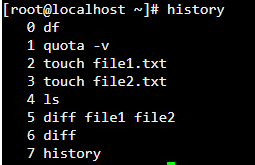 [root@localhost ~]# history
0 df
1 quota -v
2 touch file1.txt
3 touch file2.txt
4 ls
5 diff file1 file2
6 diff
7 history